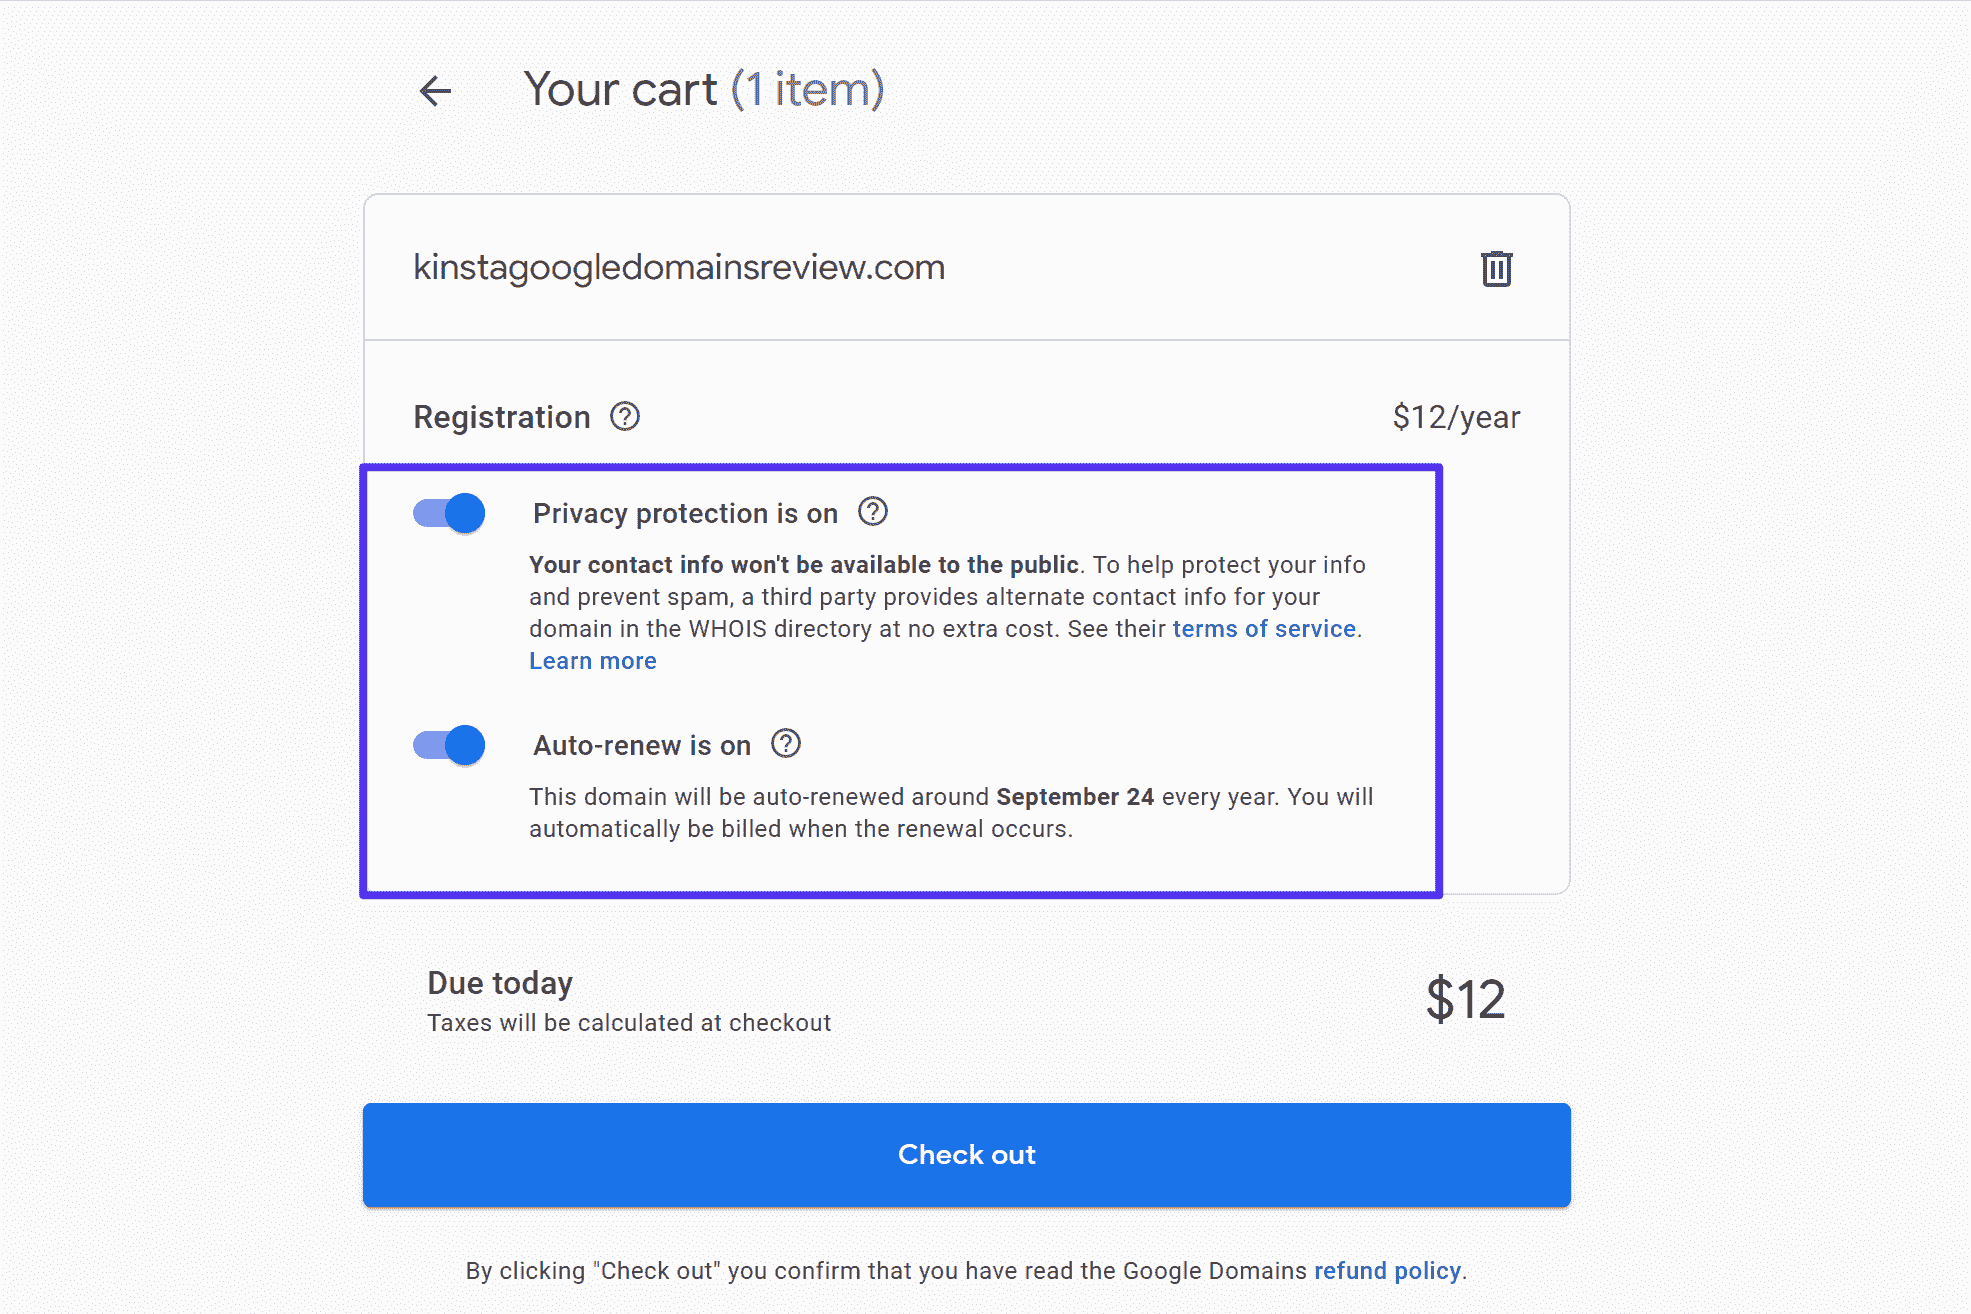 Your cart (1 item)
kinstagoogledomainsreview.com
Registration
$12/year
Privacy protection is on
Your contact info won't be available to the public. To help protect your info
and prevent spam, a third party provides alternate contact info for your
domain in the WHOIS directory at no extra cost. See their terms of service.
Learn more
Auto-renew is on
This domain will be auto-renewed around September 24 every year. You will
automatically be billed when the renewal occurs.
Due today
$12
Taxes will be calculated at checkout
Check out
By clicking "Check out" you confirm that you have read the Google Domains refund policy.